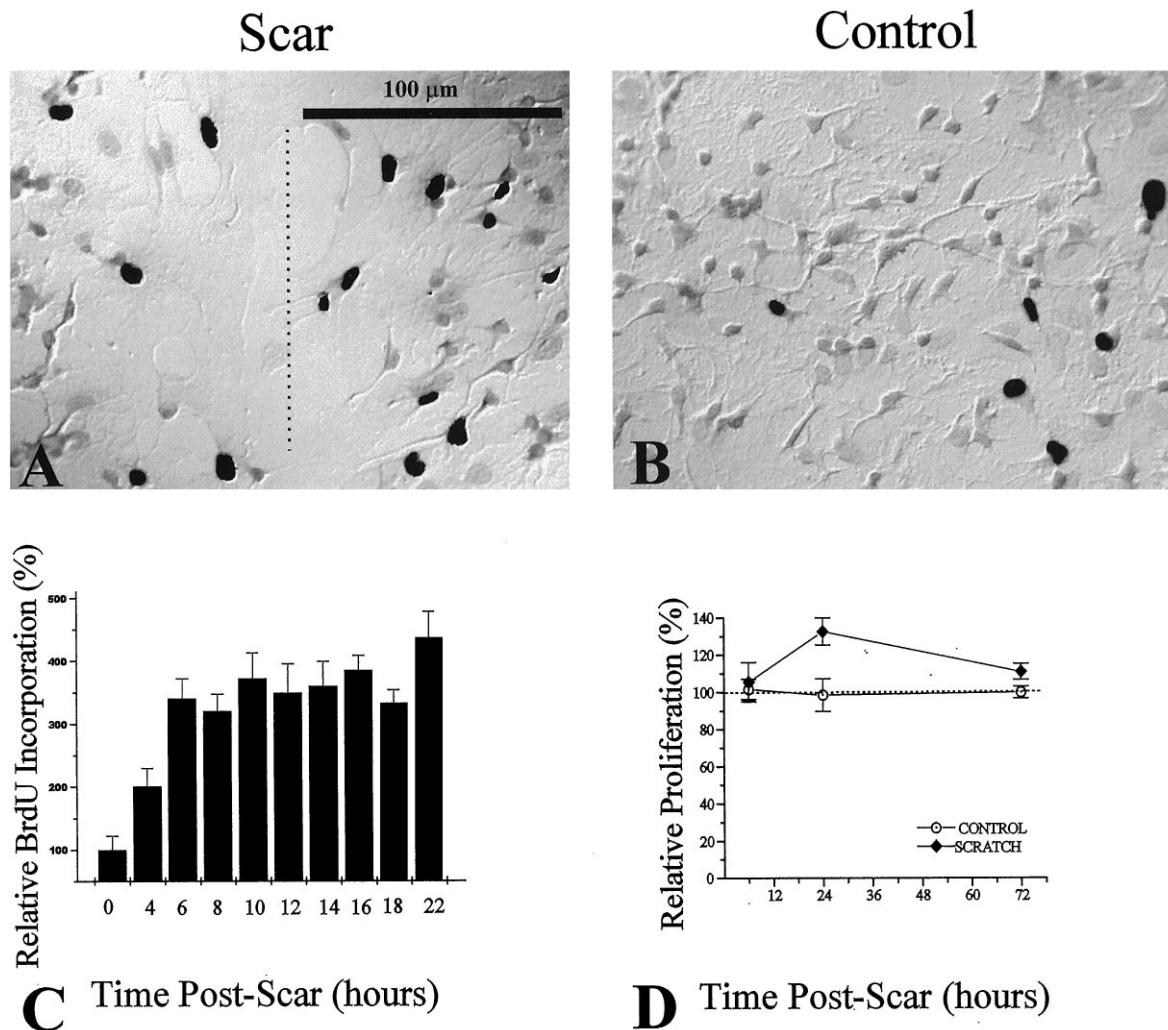 Scar
Control
100 µm
A
B
Relative BrdU Incorporation (%)
500
400
300
200
100
0 4 6 8 10 12 14 16 18 22
C Time Post-Scar (hours)
Relative Proliferation (%)
140
120
100
80
60
40
20
0
12 24 36 48 60 72
CONTROL
SCRATCH
D Time Post-Scar (hours)